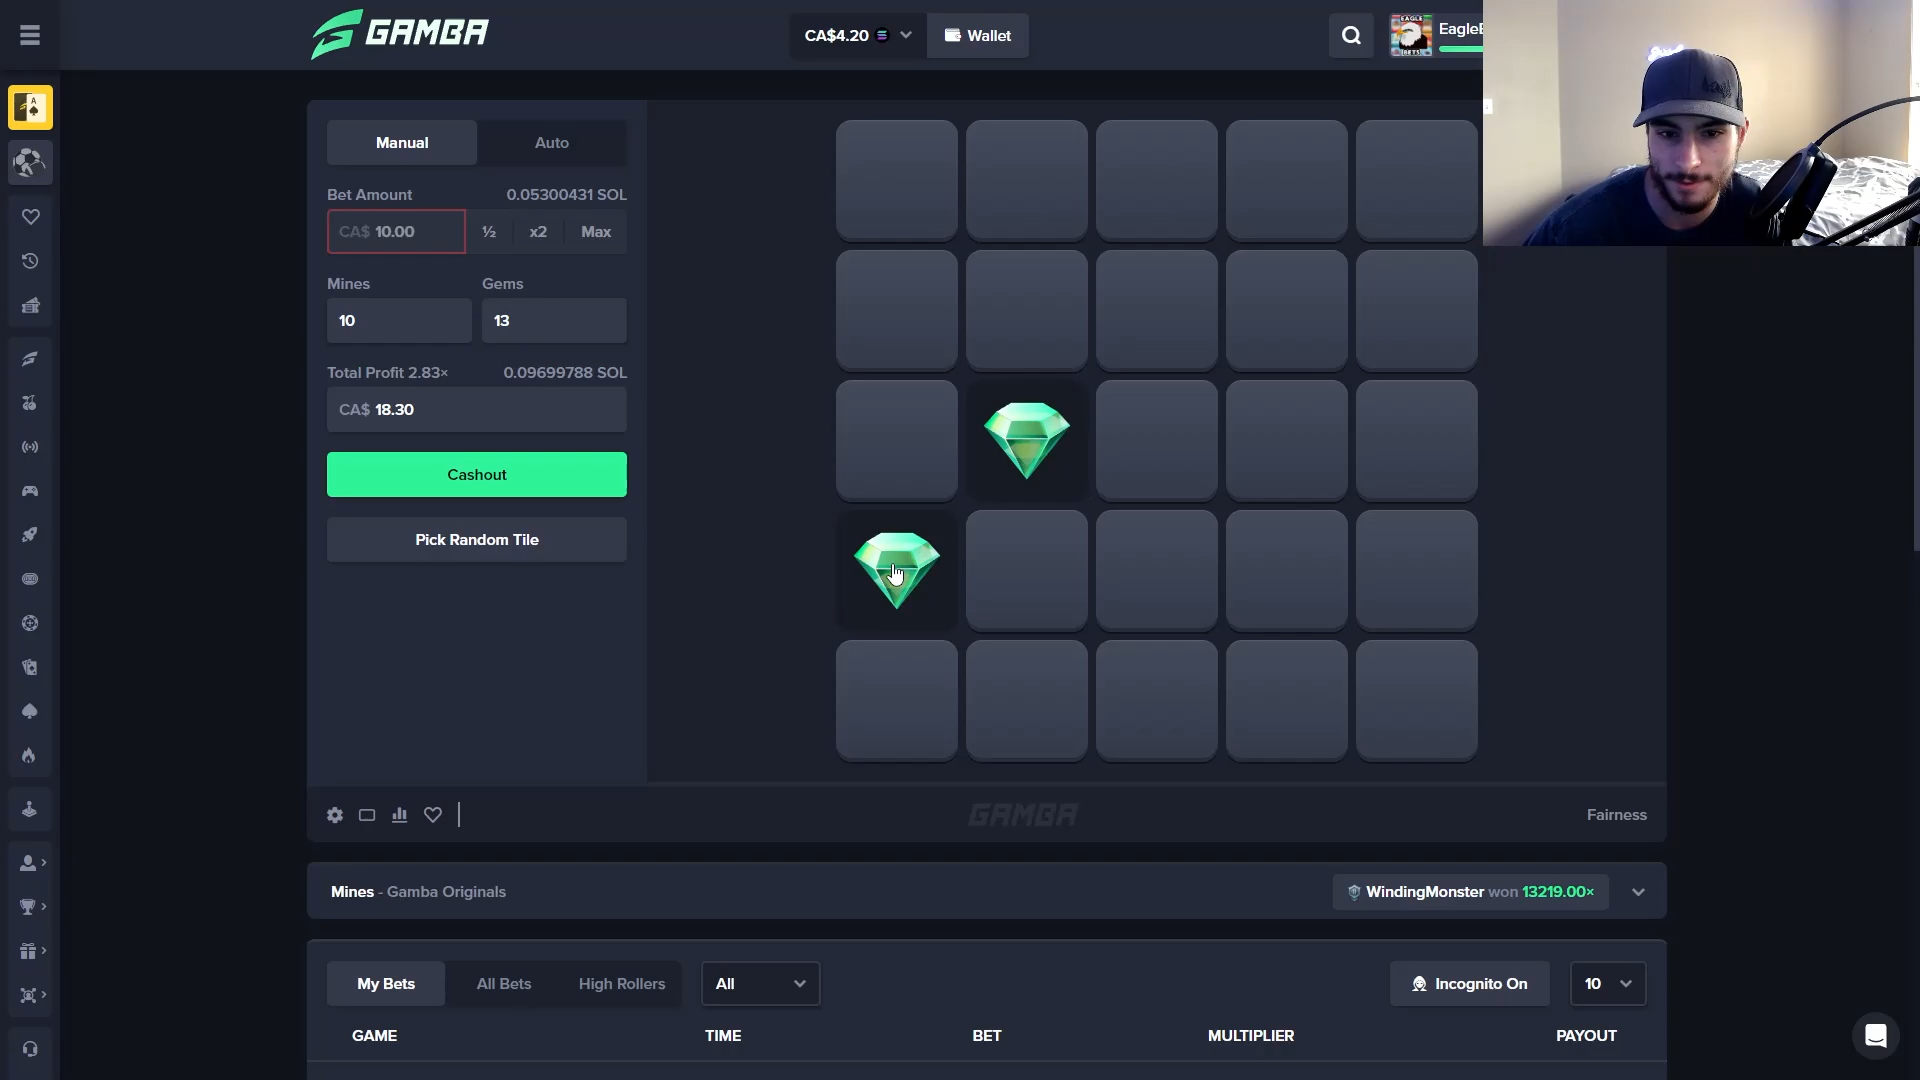 GAMBA
CA$4.20
Wallet
EagleB
EAGLE
BETS
A
Manual
Auto
Bet Amount
0.05300431 SOL
CA$ 10.00
½
x2
Max
Mines
Gems
10
13
Total Profit 2.83×
0.09699788 SOL
CA$ 18.30
Cashout
Pick Random Tile
GAMBA
Fairness
Mines - Gamba Originals
WindingMonster won 13219.00×
My Bets
All Bets
High Rollers
All
Incognito On
10
GAME
TIME
BET
MULTIPLIER
PAYOUT